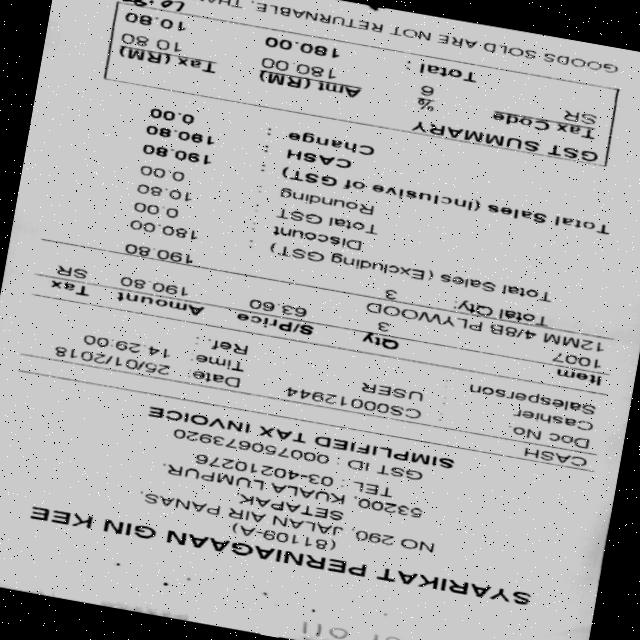 SYARIKAT PERNIAGAAN GIN KEE
(81109-A)
NO 290, JALAN AIR PANAS,
SETAPAK,
53200, KUALA LUMPUR.
TEL : 03-40210276
GST ID : 000750673920
SIMPLIFIED TAX INVOICE
CASH
Doc No : CS00012944 Date: 25/01/2018
Cashier : USER Time: 14:29:00
Salesperson : Ref.:
Item Qty S/Price Amount Tax
1007
12MM 4/8B PLYWOOD 3 63.60 190.80 SR
Total Qty: 3 190.80
Total Sales (Excluding GST) : 180.00
Discount : 0.00
Total GST : 10.80
Rounding : 0.00
Total Sales (Inclusive of GST) : 190.80
CASH : 190.80
Change : 0.00
GST SUMMARY
Tax Code % Amt (RM) Tax (RM)
SR 6 180.00 10.80
Total : 180.00 10.80
GOODS SOLD ARE NOT RETURNABLE,